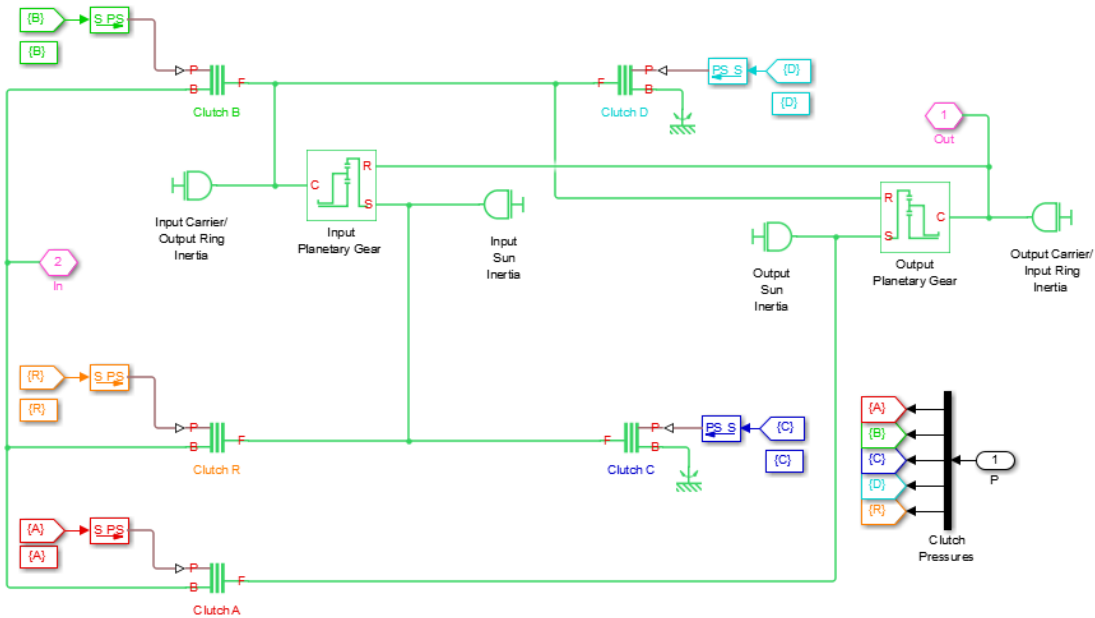 {B}
S PS
{B}
P
B
F
Clutch B
F
P
B
Clutch D
PS S
{D}
{D}
1
Out
Input Carrier/
Output Ring
Inertia
C
R
S
Input
Planetary Gear
Input
Sun
Inertia
R
S
C
Output
Planetary Gear
Output
Sun
Inertia
Output Carrier/
Input Ring
Inertia
2
In
{R}
S PS
{R}
P
B
F
Clutch R
F
P
B
Clutch C
PS S
{C}
{C}
{A}
{B}
{C}
{D}
{R}
1
P
Clutch
Pressures
{A}
S PS
{A}
P
B
F
Clutch A